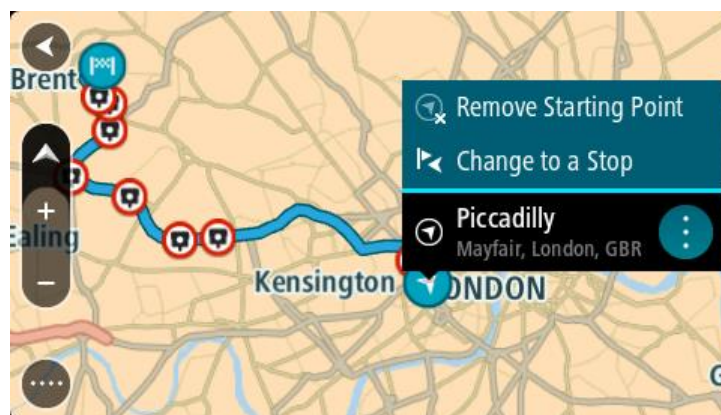 Brent
Remove Starting Point
Change to a Stop
Piccadilly
Mayfair, London, GBR
+
Ealing
−
Kensington
ONDON
G